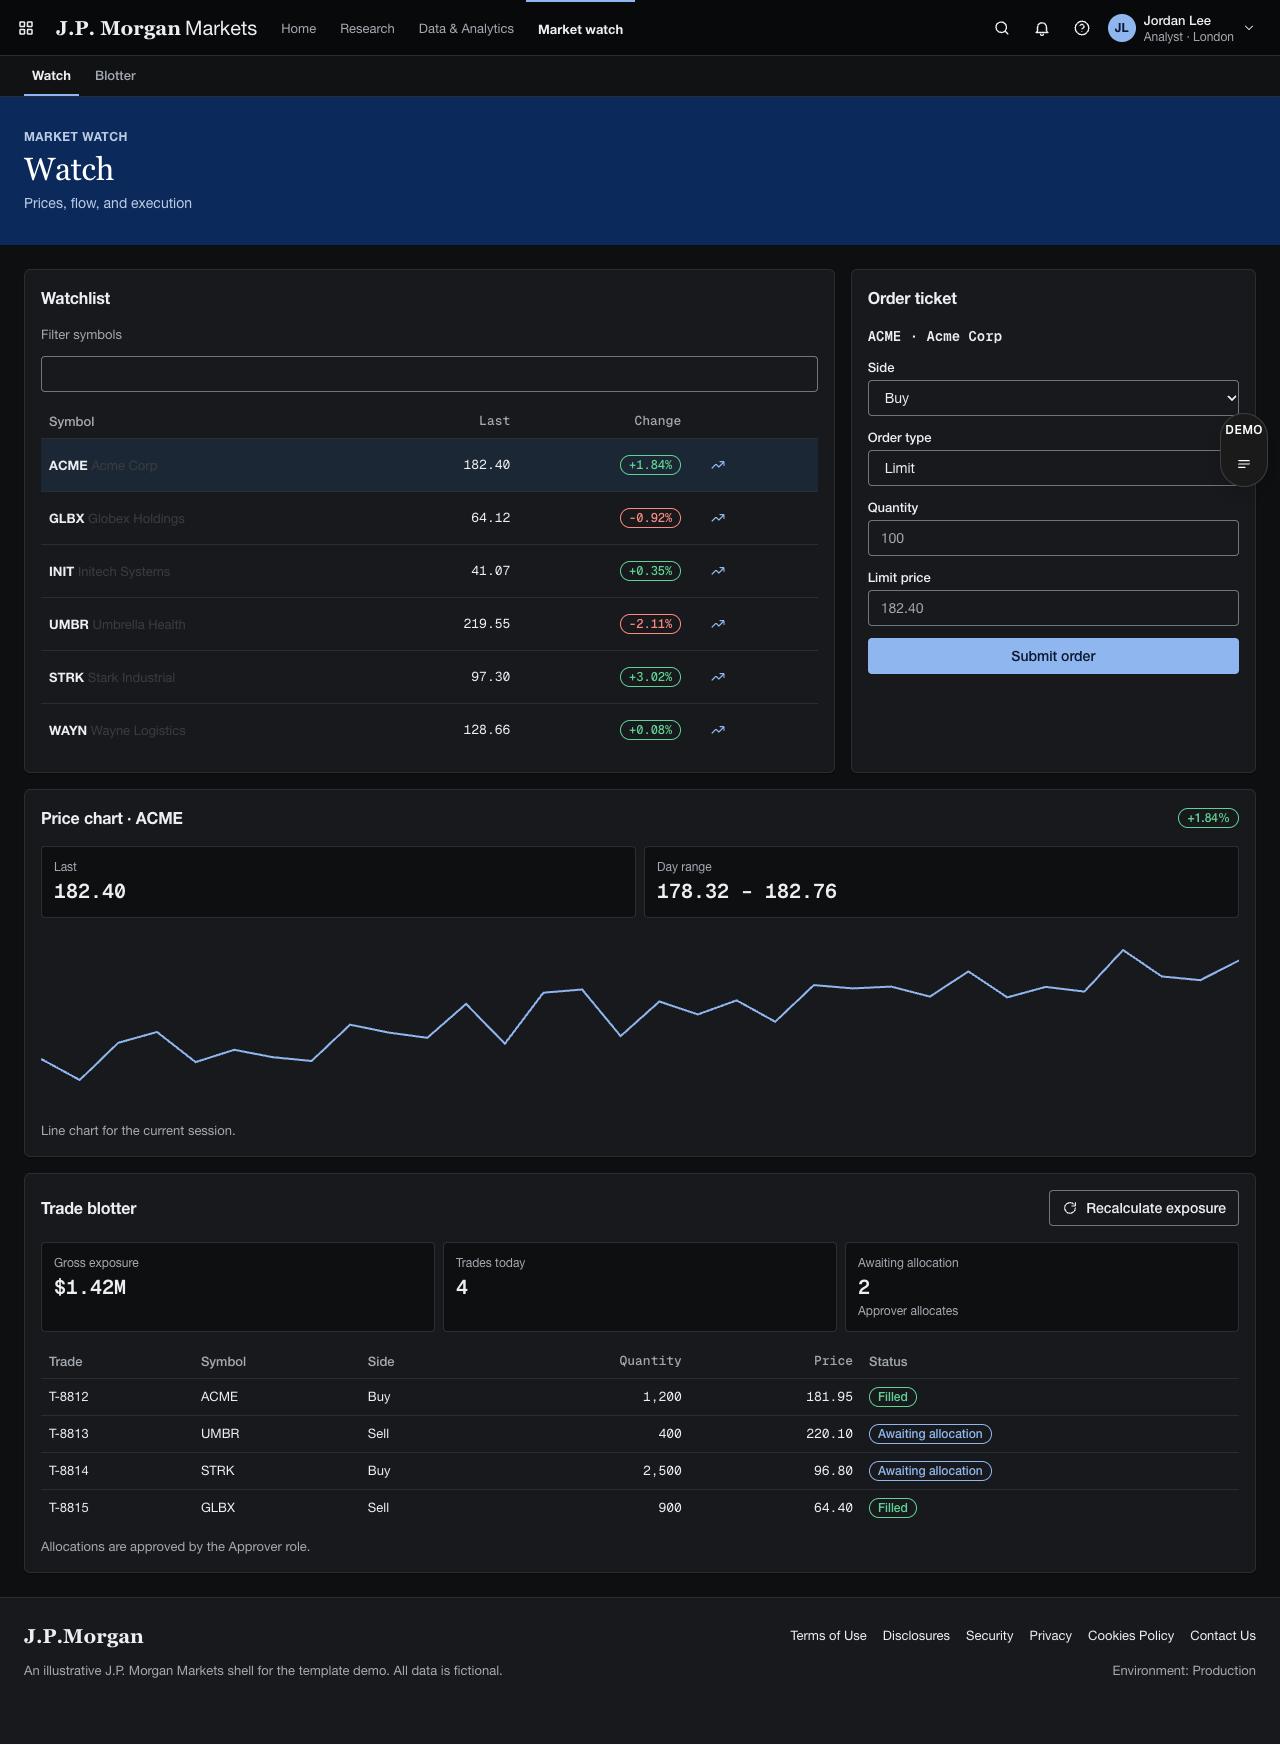 J.P. Morgan Markets Home Research Data & Analytics Market watch JL Jordan Lee
Analyst · London
Watch Blotter
MARKET WATCH
Watch
Prices, flow, and execution
Watchlist
Filter symbols
Symbol Last Change
ACME Acme Corp 182.40 +1.84%
GLBX Globex Holdings 64.12 -0.92%
INIT Initech Systems 41.07 +0.35%
UMBR Umbrella Health 219.55 -2.11%
STRK Stark Industrial 97.30 +3.02%
WAYN Wayne Logistics 128.66 +0.08%
Order ticket
ACME · Acme Corp
Side
Buy
Order type
Limit
Quantity
100
Limit price
182.40
Submit order
DEMO
Price chart · ACME +1.84%
Last
182.40
Day range
178.32 – 182.76
Line chart for the current session.
Trade blotter Recalculate exposure
Gross exposure
$1.42M
Trades today
4
Awaiting allocation
2
Approver allocates
Trade Symbol Side Quantity Price Status
T-8812 ACME Buy 1,200 181.95 Filled
T-8813 UMBR Sell 400 220.10 Awaiting allocation
T-8814 STRK Buy 2,500 96.80 Awaiting allocation
T-8815 GLBX Sell 900 64.40 Filled
Allocations are approved by the Approver role.
J.P.Morgan Terms of Use Disclosures Security Privacy Cookies Policy Contact Us
An illustrative J.P. Morgan Markets shell for the template demo. All data is fictional. Environment: Production